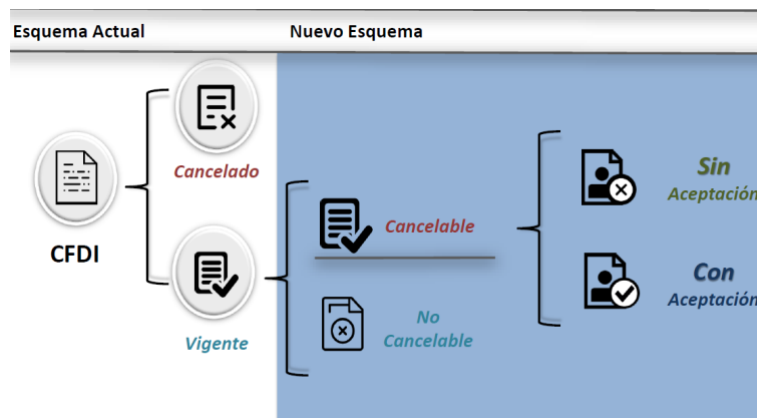 Esquema Actual
Nuevo Esquema
CFDI
Cancelado
Vigente
Cancelable
No
Cancelable
Sin
Aceptación
Con
Aceptación